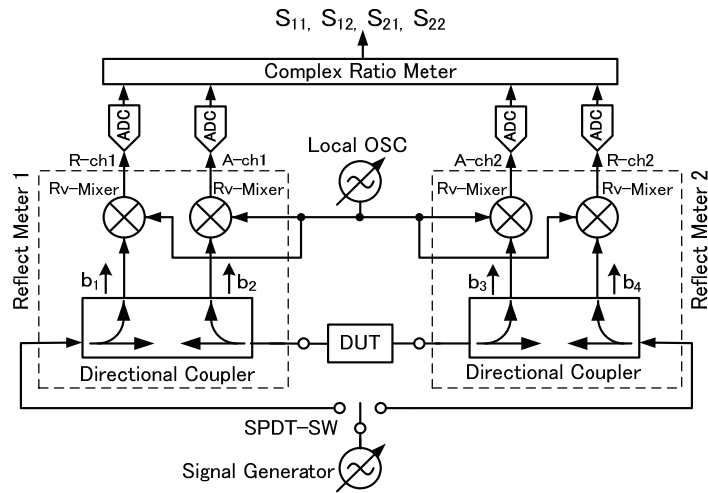 S11, S12, S21, S22
Complex Ratio Meter
ADC
ADC
ADC
ADC
Local OSC
R-ch1
A-ch1
A-ch2
R-ch2
Rv-Mixer
Rv-Mixer
Rv-Mixer
Rv-Mixer
Reflect Meter 1
Reflect Meter 2
b1
b2
b3
b4
DUT
Directional Coupler
Directional Coupler
SPDT-SW
Signal Generator